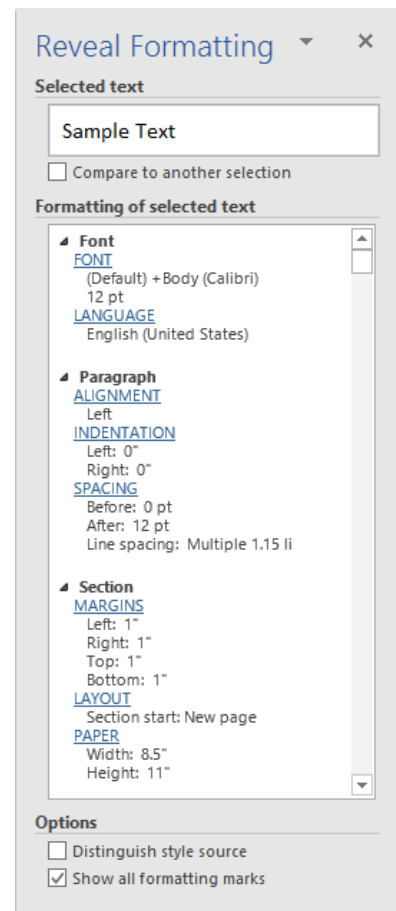 Reveal Formatting
Selected text
Sample Text
Compare to another selection
Formatting of selected text
Font
FONT
(Default) +Body (Calibri)
12 pt
LANGUAGE
English (United States)
Paragraph
ALIGNMENT
Left
INDENTATION
Left: 0"
Right: 0"
SPACING
Before: 0 pt
After: 12 pt
Line spacing: Multiple 1.15 li
Section
MARGINS
Left: 1"
Right: 1"
Top: 1"
Bottom: 1"
LAYOUT
Section start: New page
PAPER
Width: 8.5"
Height: 11"
Options
Distinguish style source
Show all formatting marks